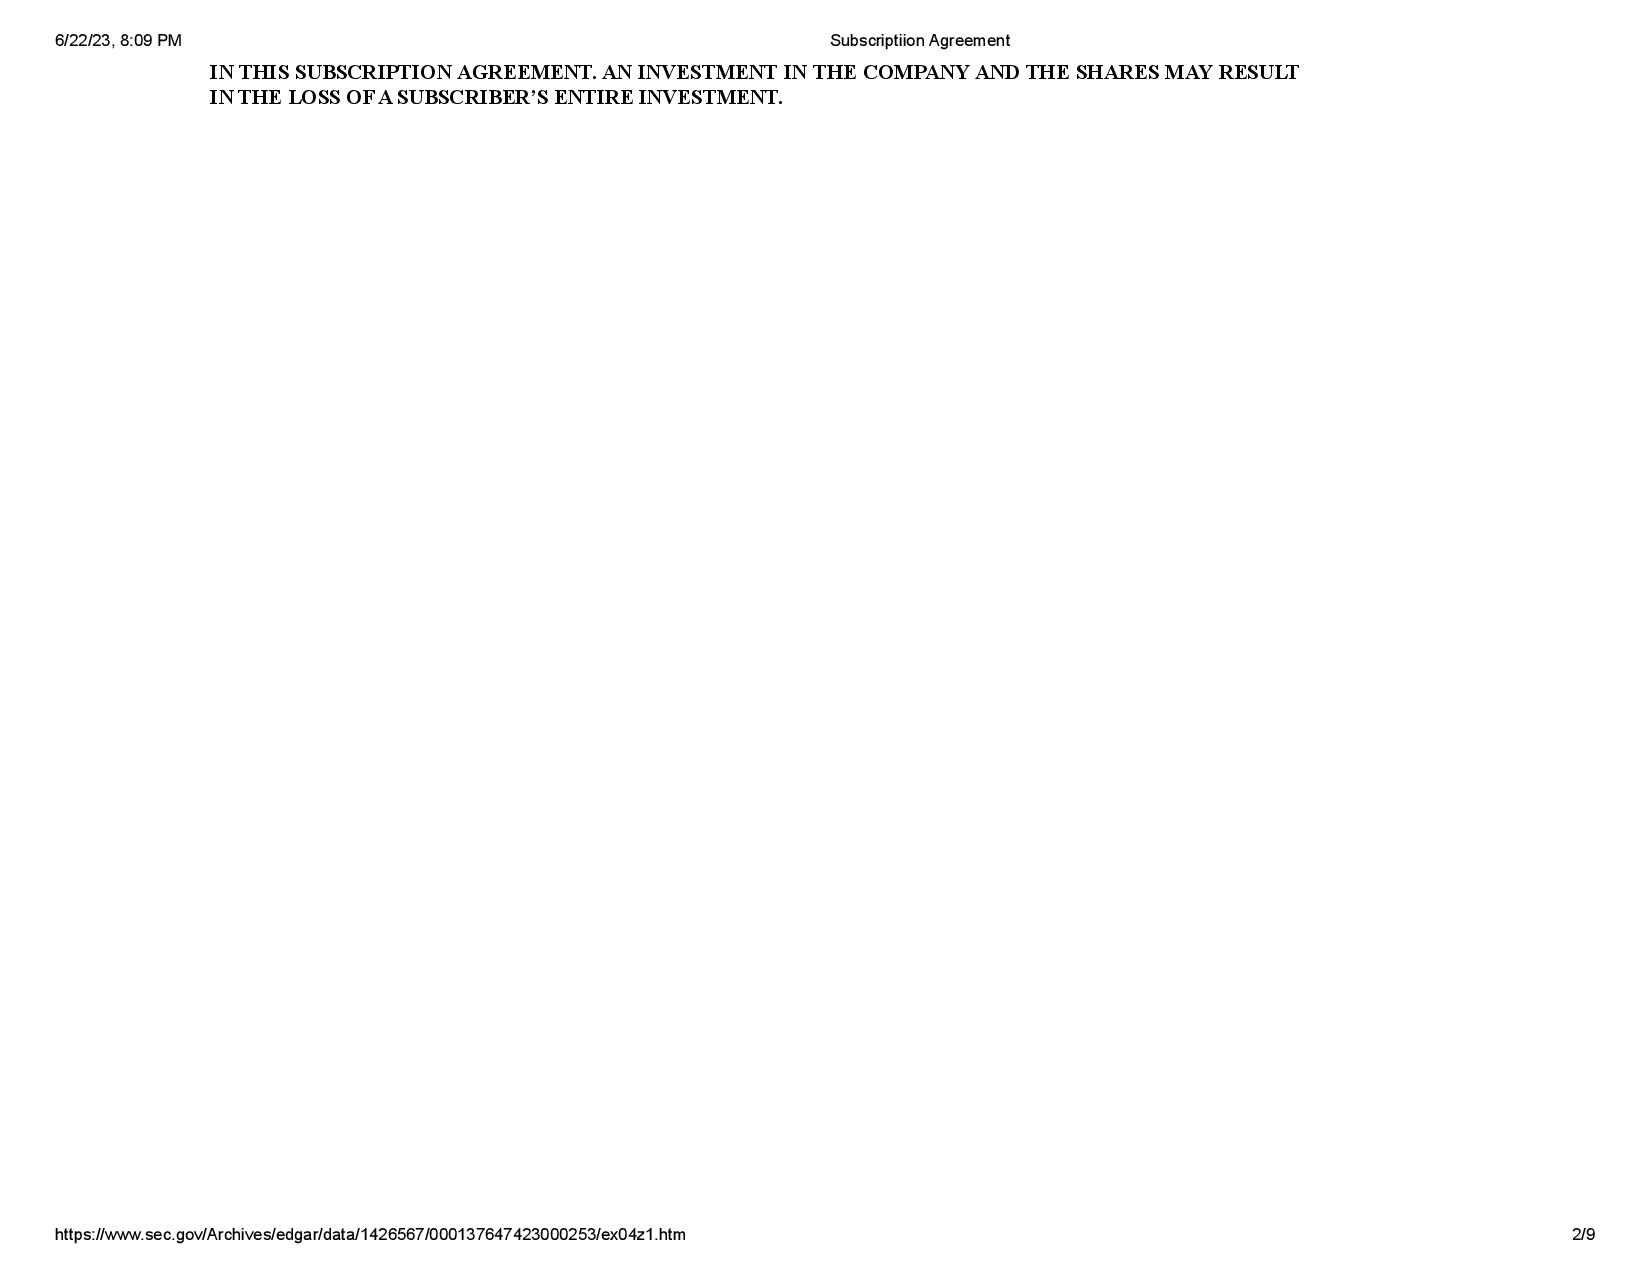 6/22/23, 8:09 PM Subscriptiion Agreement
IN THIS SUBSCRIPTION AGREEMENT. AN INVESTMENT IN THE COMPANY AND THE SHARES MAY RESULT
IN THE LOSS OF A SUBSCRIBER’S ENTIRE INVESTMENT.
https://www.sec.gov/Archives/edgar/data/1426567/000137647423000253/ex04z1.htm 2/9